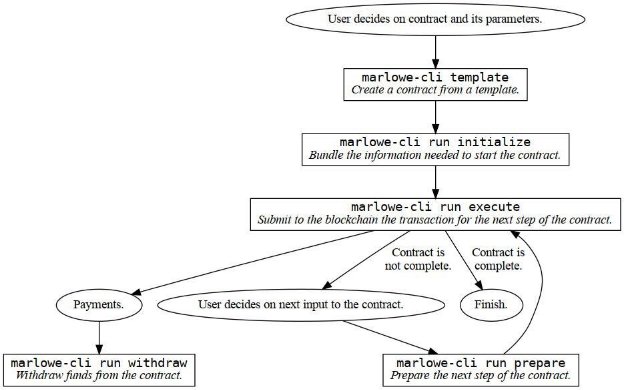 User decides on contract and its parameters.
marlowe-cli template
Create a contract from a template.
marlowe-cli run initialize
Bundle the information needed to start the contract.
marlowe-cli run execute
Submit to the blockchain the transaction for the next step of the contract.
Contract is
not complete.
Contract is
complete.
Payments.
User decides on next input to the contract.
Finish.
marlowe-cli run withdraw
Withdraw funds from the contract.
marlowe-cli run prepare
Prepare the next step of the contract.